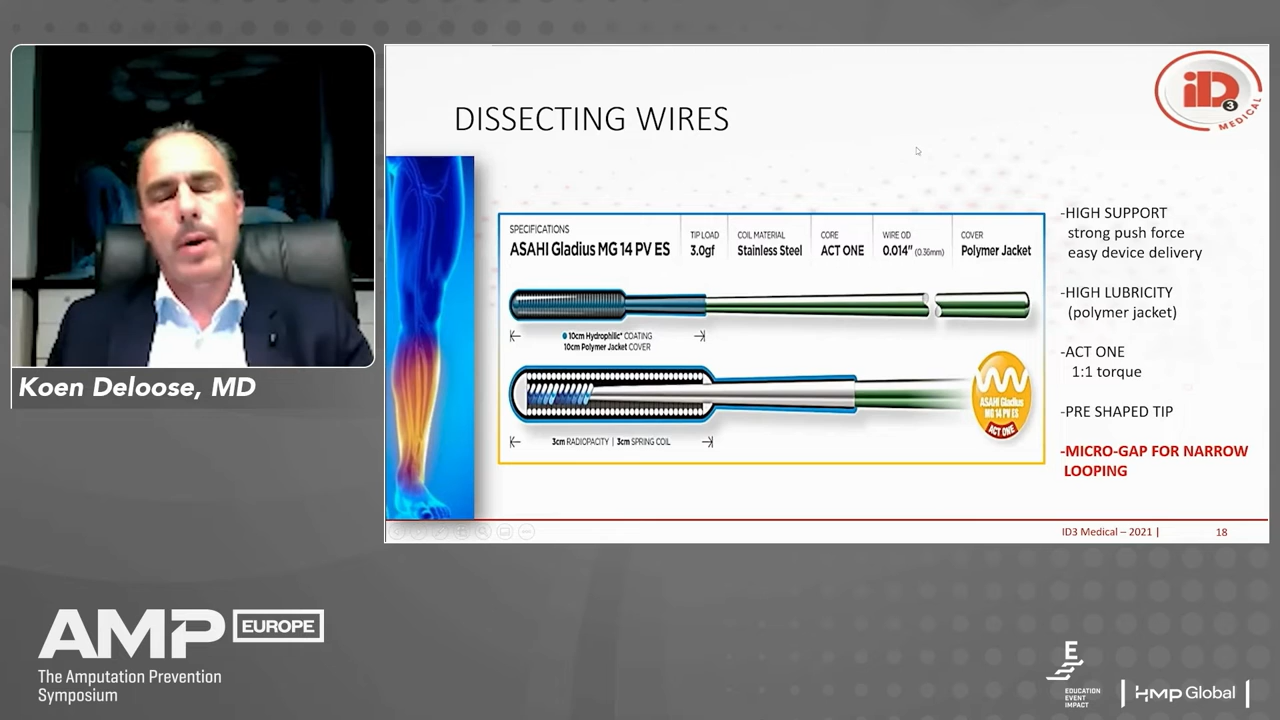 iD3
MEDICAL
DISSECTING WIRES
SPECIFICATIONS
ASAHI Gladius MG 14 PV ES
TIP LOAD
3.0gf
COIL MATERIAL
Stainless Steel
CORE
ACT ONE
WIRE OD
0.014" (0.36mm)
COVER
Polymer Jacket
10cm Hydrophilic* COATING
10cm Polymer Jacket COVER
3cm RADIOPACITY | 3cm SPRING COIL
ASAHI Gladius
MG 14 PV ES
ACT ONE
-HIGH SUPPORT
strong push force
easy device delivery
-HIGH LUBRICITY
(polymer jacket)
-ACT ONE
1:1 torque
-PRE SHAPED TIP
-MICRO-GAP FOR NARROW
LOOPING
ID3 Medical – 2021 |
18
Koen Deloose, MD
AMP EUROPE
The Amputation Prevention
Symposium
E
EDUCATION
EVENT
IMPACT
HMP Global